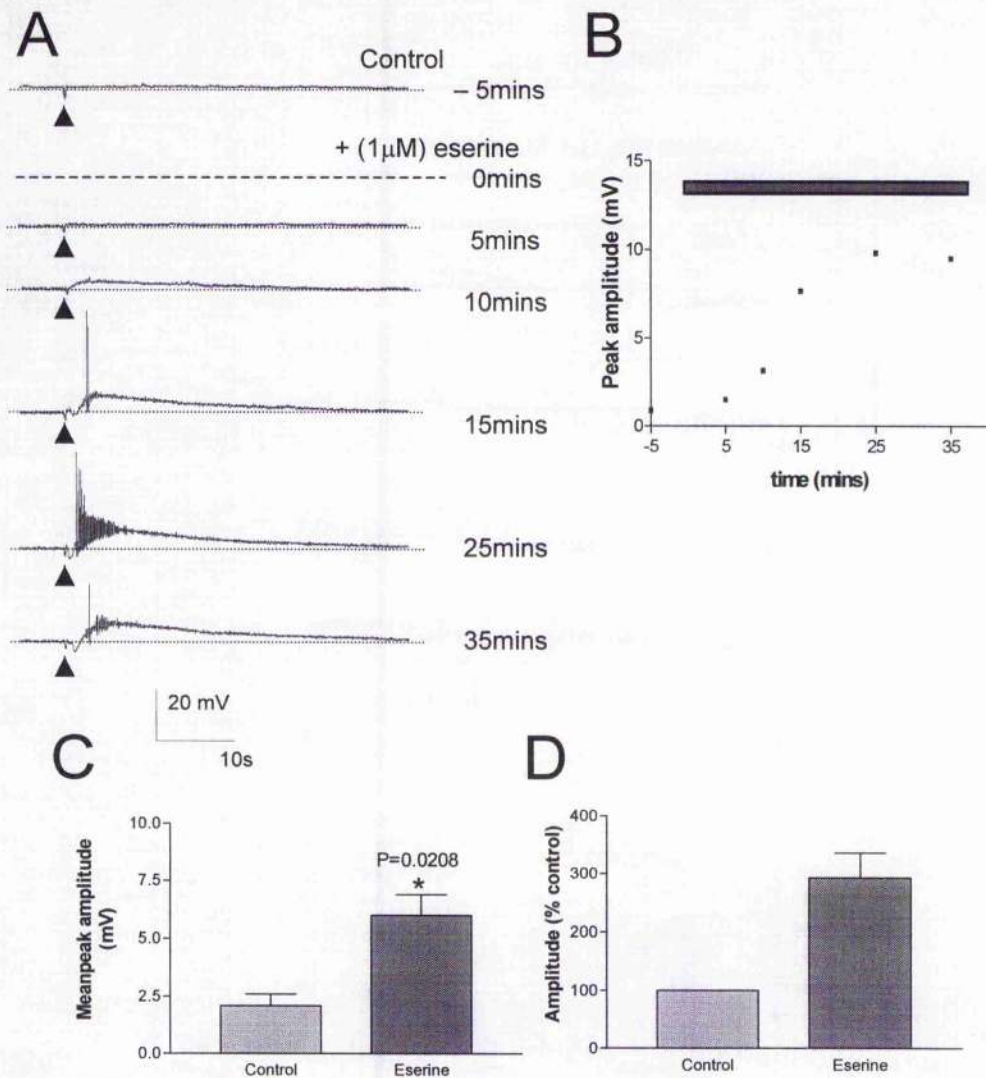 A
Control
– 5mins
+ (1µM) eserine
0mins
5mins
10mins
15mins
25mins
35mins
20 mV
10s
B
15
10
5
0
Peak amplitude (mV)
-5 5 15 25 35
time (mins)
C
10.0
7.5
5.0
2.5
0.0
Meanpeak amplitude
(mV)
P=0.0208
*
Control Eserine
D
400
300
200
100
0
Amplitude (% control)
Control Eserine